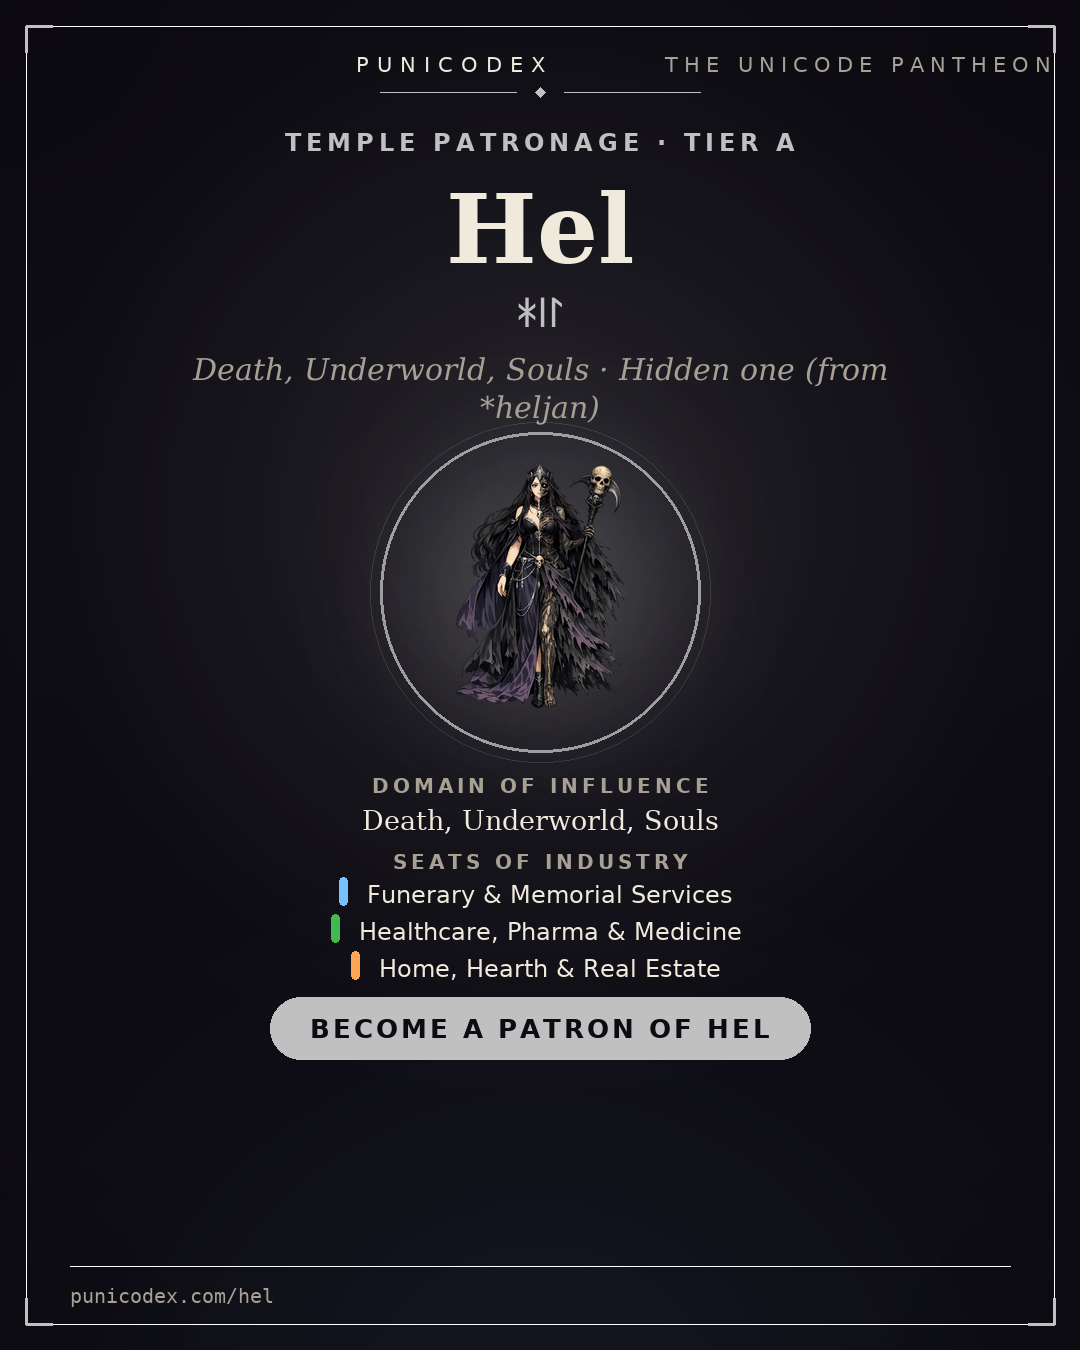 PUNICODEX
THE UNICODE PANTHEON
TEMPLE PATRONAGE · TIER A
Hel
ᚼᛁᛚ
Death, Underworld, Souls · Hidden one (from
*heljan)
DOMAIN OF INFLUENCE
Death, Underworld, Souls
SEATS OF INDUSTRY
Funerary & Memorial Services
Healthcare, Pharma & Medicine
Home, Hearth & Real Estate
BECOME A PATRON OF HEL
punicodex.com/hel